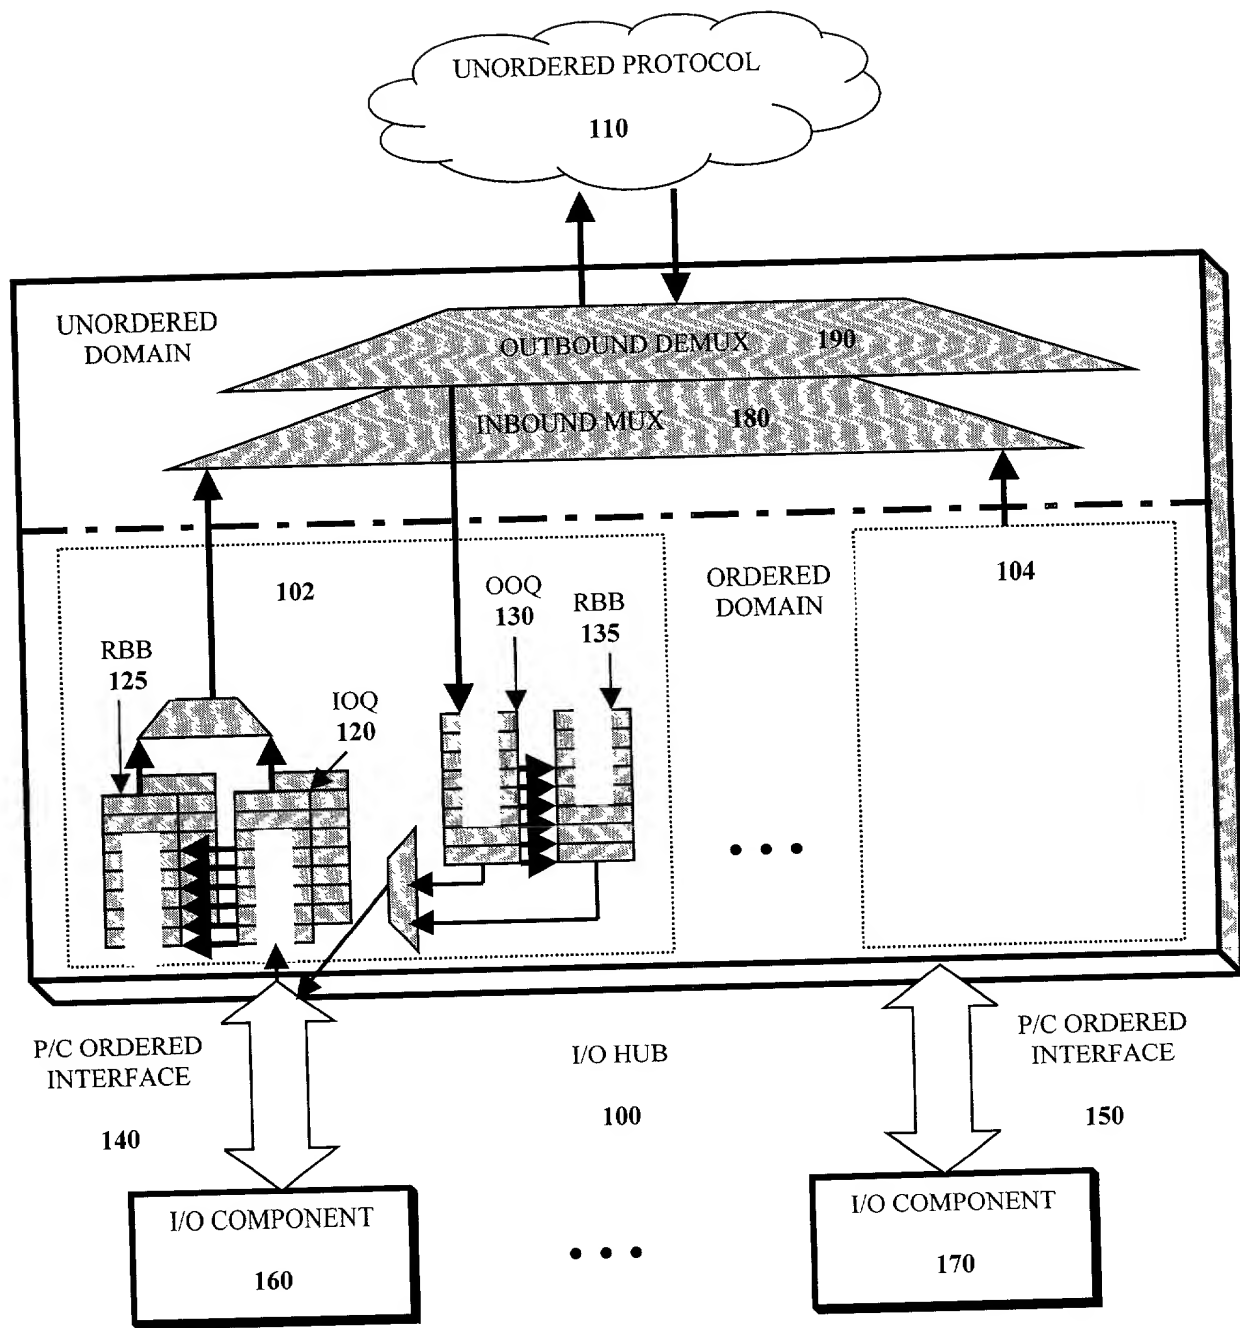 UNORDERED PROTOCOL
110
UNORDERED
DOMAIN
OUTBOUND DEMUX 190
INBOUND MUX 180
102
OOQ
130
RBB
135
ORDERED
DOMAIN
104
RBB
125
IOQ
120
P/C ORDERED
INTERFACE
140
I/O HUB
100
P/C ORDERED
INTERFACE
150
I/O COMPONENT
160
I/O COMPONENT
170